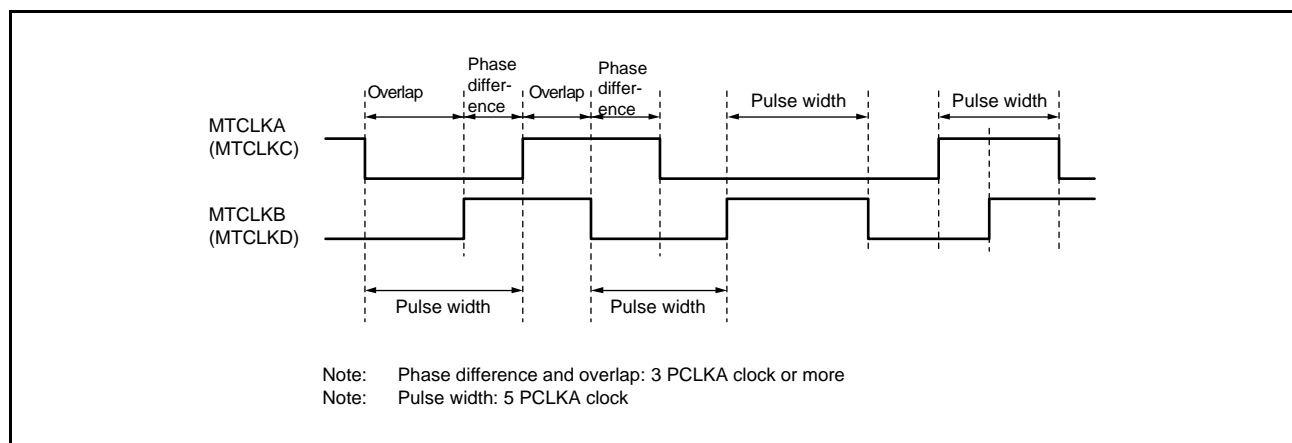 Overlap
Phase
differ-
ence
Overlap
Phase
differ-
ence
Pulse width
Pulse width
MTCLKA
(MTCLKC)
MTCLKB
(MTCLKD)
Pulse width
Pulse width
Note: Phase difference and overlap: 3 PCLKA clock or more
Note: Pulse width: 5 PCLKA clock